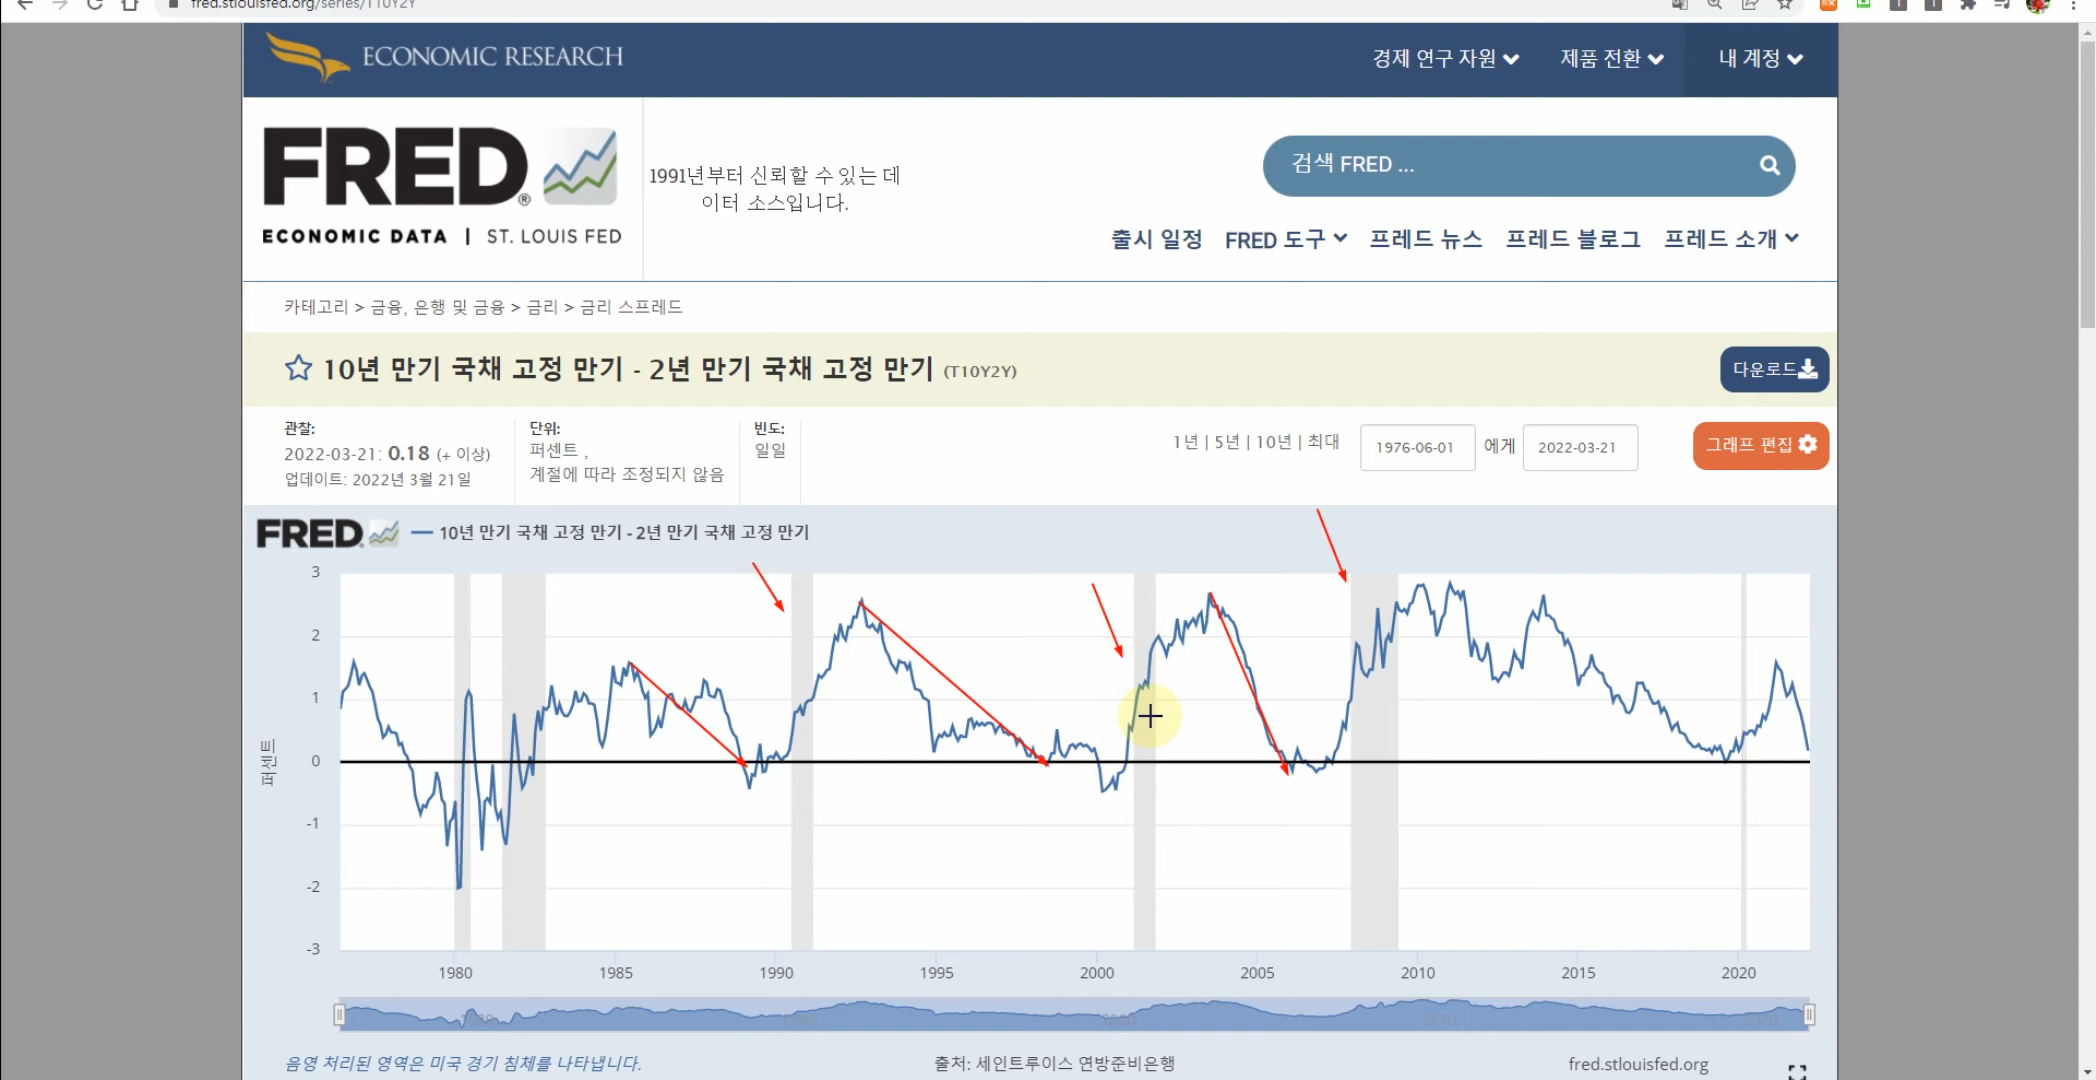 fred.stlouisfed.org/series/T10Y2Y
ECONOMIC RESEARCH
경제 연구 자원
제품 전환
내 계정
FRED®
ECONOMIC DATA | ST. LOUIS FED
1991년부터 신뢰할 수 있는 데
이터 소스입니다.
검색 FRED ...
출시 일정
FRED 도구
프레드 뉴스
프레드 블로그
프레드 소개
카테고리 > 금융, 은행 및 금융 > 금리 > 금리 스프레드
10년 만기 국채 고정 만기 - 2년 만기 국채 고정 만기 (T10Y2Y)
다운로드
관찰:
2022-03-21: 0.18 (+ 이상)
업데이트: 2022년 3월 21일
단위:
퍼센트 ,
계절에 따라 조정되지 않음
빈도:
일일
1년 | 5년 | 10년 | 최대
1976-06-01
에게
2022-03-21
그래프 편집
FRED
10년 만기 국채 고정 만기 - 2년 만기 국채 고정 만기
퍼센트
3
2
1
0
-1
-2
-3
1980
1985
1990
1995
2000
2005
2010
2015
2020
음영 처리된 영역은 미국 경기 침체를 나타냅니다.
출처: 세인트루이스 연방준비은행
fred.stlouisfed.org